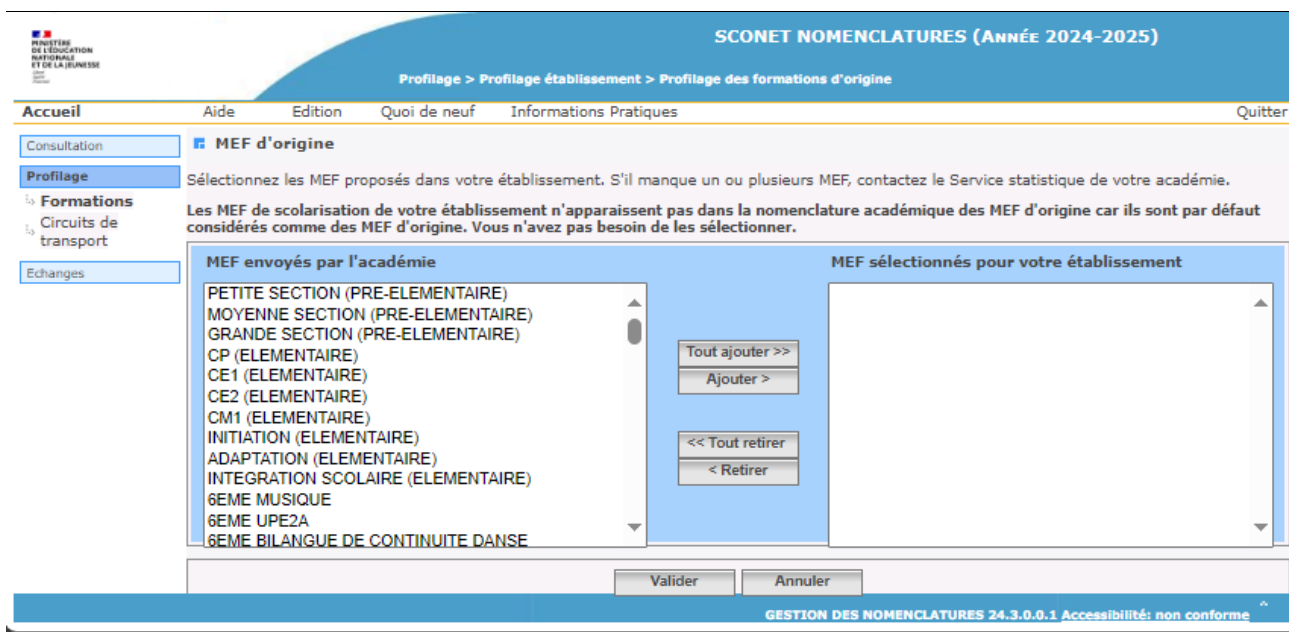 MINISTÈRE
DE L'ÉDUCATION
NATIONALE
ET DE LA JEUNESSE
SCONET NOMENCLATURES (ANNÉE 2024-2025)
Profilage > Profilage établissement > Profilage des formations d'origine
Accueil Aide Edition Quoi de neuf Informations Pratiques Quitter
Consultation
Profilage
Formations
Circuits de
transport
Echanges
MEF d'origine
Sélectionnez les MEF proposés dans votre établissement. S'il manque un ou plusieurs MEF, contactez le Service statistique de votre académie.
Les MEF de scolarisation de votre établissement n'apparaissent pas dans la nomenclature académique des MEF d'origine car ils sont par défaut
considérés comme des MEF d'origine. Vous n'avez pas besoin de les sélectionner.
MEF envoyés par l'académie
PETITE SECTION (PRE-ELEMENTAIRE)
MOYENNE SECTION (PRE-ELEMENTAIRE)
GRANDE SECTION (PRE-ELEMENTAIRE)
CP (ELEMENTAIRE)
CE1 (ELEMENTAIRE)
CE2 (ELEMENTAIRE)
CM1 (ELEMENTAIRE)
INITIATION (ELEMENTAIRE)
ADAPTATION (ELEMENTAIRE)
INTEGRATION SCOLAIRE (ELEMENTAIRE)
6EME MUSIQUE
6EME UPE2A
6EME BILANGUE DE CONTINUITE DANSE
Tout ajouter >>
Ajouter >
<< Tout retirer
< Retirer
MEF sélectionnés pour votre établissement
Valider Annuler
GESTION DES NOMENCLATURES 24.3.0.0.1 Accessibilité: non conforme